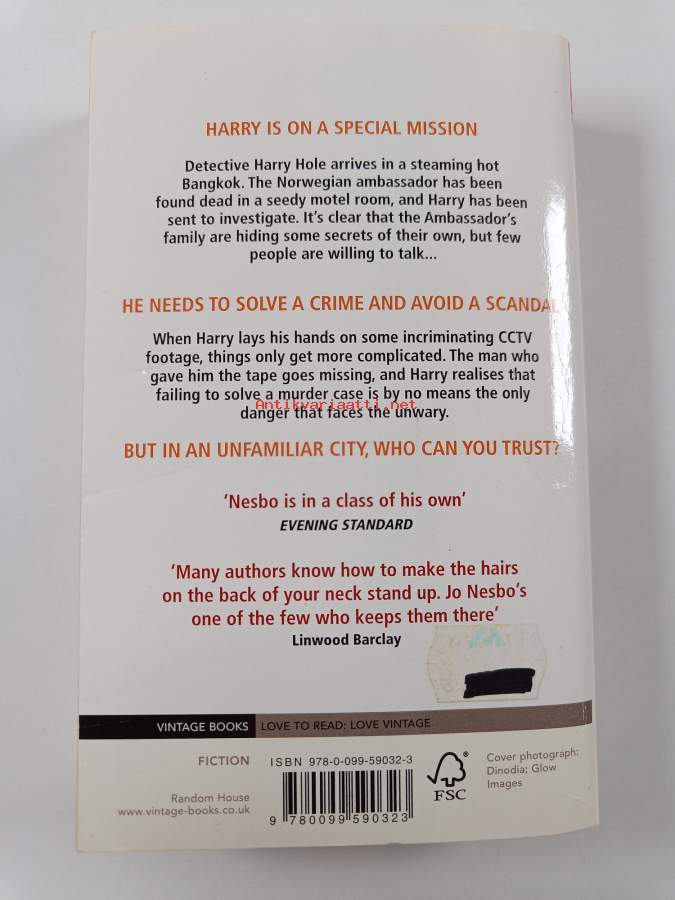 HARRY IS ON A SPECIAL MISSION
Detective Harry Hole arrives in a steaming hot
Bangkok. The Norwegian ambassador has been
found dead in a seedy motel room, and Harry has been
sent to investigate. It's clear that the Ambassador's
family are hiding some secrets of their own, but few
people are willing to talk...
HE NEEDS TO SOLVE A CRIME AND AVOID A SCANDAL
When Harry lays his hands on some incriminating CCTV
footage, things only get more complicated. The man who
gave him the tape goes missing, and Harry realises that
failing to solve a murder case is by no means the only
Antikvariaatti.net
danger that faces the unwary.
BUT IN AN UNFAMILIAR CITY, WHO CAN YOU TRUST?
'Nesbo is in a class of his own'
EVENING STANDARD
'Many authors know how to make the hairs
on the back of your neck stand up. Jo Nesbo's
one of the few who keeps them there'
Linwood Barclay
VINTAGE BOOKS LOVE TO READ: LOVE VINTAGE
FICTION
Random House
www.vintage-books.co.uk
ISBN 978-0-099-59032-3
9 780099 590323
FSC
®
Cover photograph:
Dinodia; Glow
Images